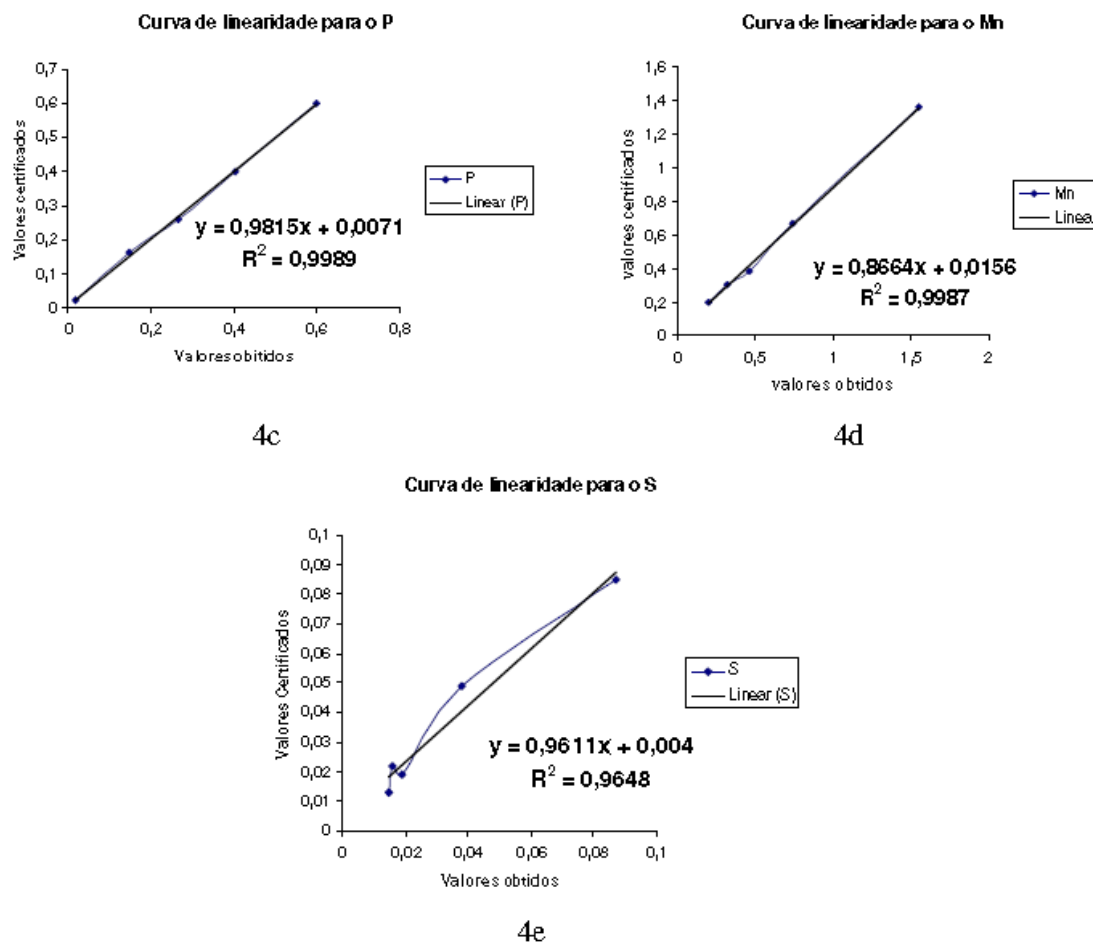 Curva de linearidade para o P
0,7
0,6
0,5
0,4
0,3
0,2
0,1
0
Valores certificados
0
0,2
0,4
0,6
0,8
Valores obitidos
P
Linear (P)
y = 0,9815x + 0,0071
R² = 0,9989
4c
Curva de linearidade para o Mn
1,6
1,4
1,2
1
0,8
0,6
0,4
0,2
0
valores certificados
0
0,5
1
1,5
2
valores obtidos
Mn
Linea
y = 0,8664x + 0,0156
R² = 0,9987
4d
Curva de linearidade para o S
0,1
0,09
0,08
0,07
0,06
0,05
0,04
0,03
0,02
0,01
0
Valores Certificados
0
0,02
0,04
0,06
0,08
0,1
Valores obtidos
S
Linear (S)
y = 0,9611x + 0,004
R² = 0,9648
4e